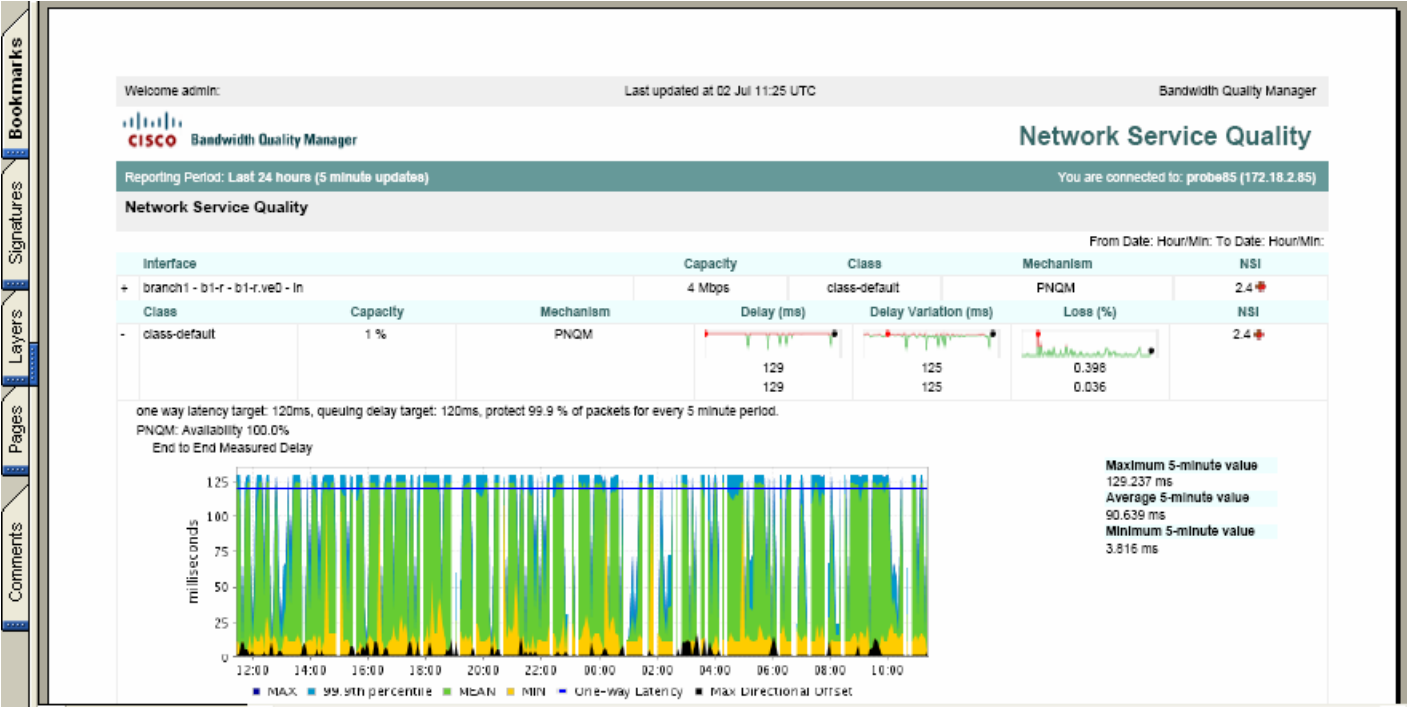 Bookmarks
Signatures
Layers
Pages
Comments
Welcome admin: Last updated at 02 Jul 11:25 UTC Bandwidth Quality Manager
CISCO Bandwidth Quality Manager Network Service Quality
Reporting Period: Last 24 hours (5 minute updates) You are connected to: probe85 (172.18.2.85)
Network Service Quality
From Date: Hour/Min: To Date: Hour/Min:
Interface Capacity Class Mechanism NSI
+ branch1 - b1-r - b1-r.ve0 - in 4 Mbps class-default PNQM 2.4
Class Capacity Mechanism Delay (ms) Delay Variation (ms) Loss (%) NSI
- class-default 1 % PNQM 2.4
129 125 0.398
129 125 0.036
one way latency target: 120ms, queuing delay target: 120ms, protect 99.9 % of packets for every 5 minute period.
PNQM: Availability 100.0%
End to End Measured Delay
Maximum 5-minute value
129.237 ms
Average 5-minute value
90.639 ms
Minimum 5-minute value
3.816 ms
milliseconds
125
100
75
50
25
0
12:00 14:00 16:00 18:00 20:00 22:00 00:00 02:00 04:00 06:00 08:00 10:00
MAX 99.9th percentile MEAN MIN One-Way Latency Max Directional Offset